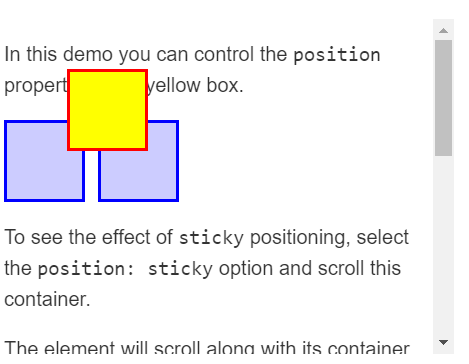 In this demo you can control the position
propert yellow box.
To see the effect of sticky positioning, select
the position: sticky option and scroll this
container.
The element will scroll along with its container